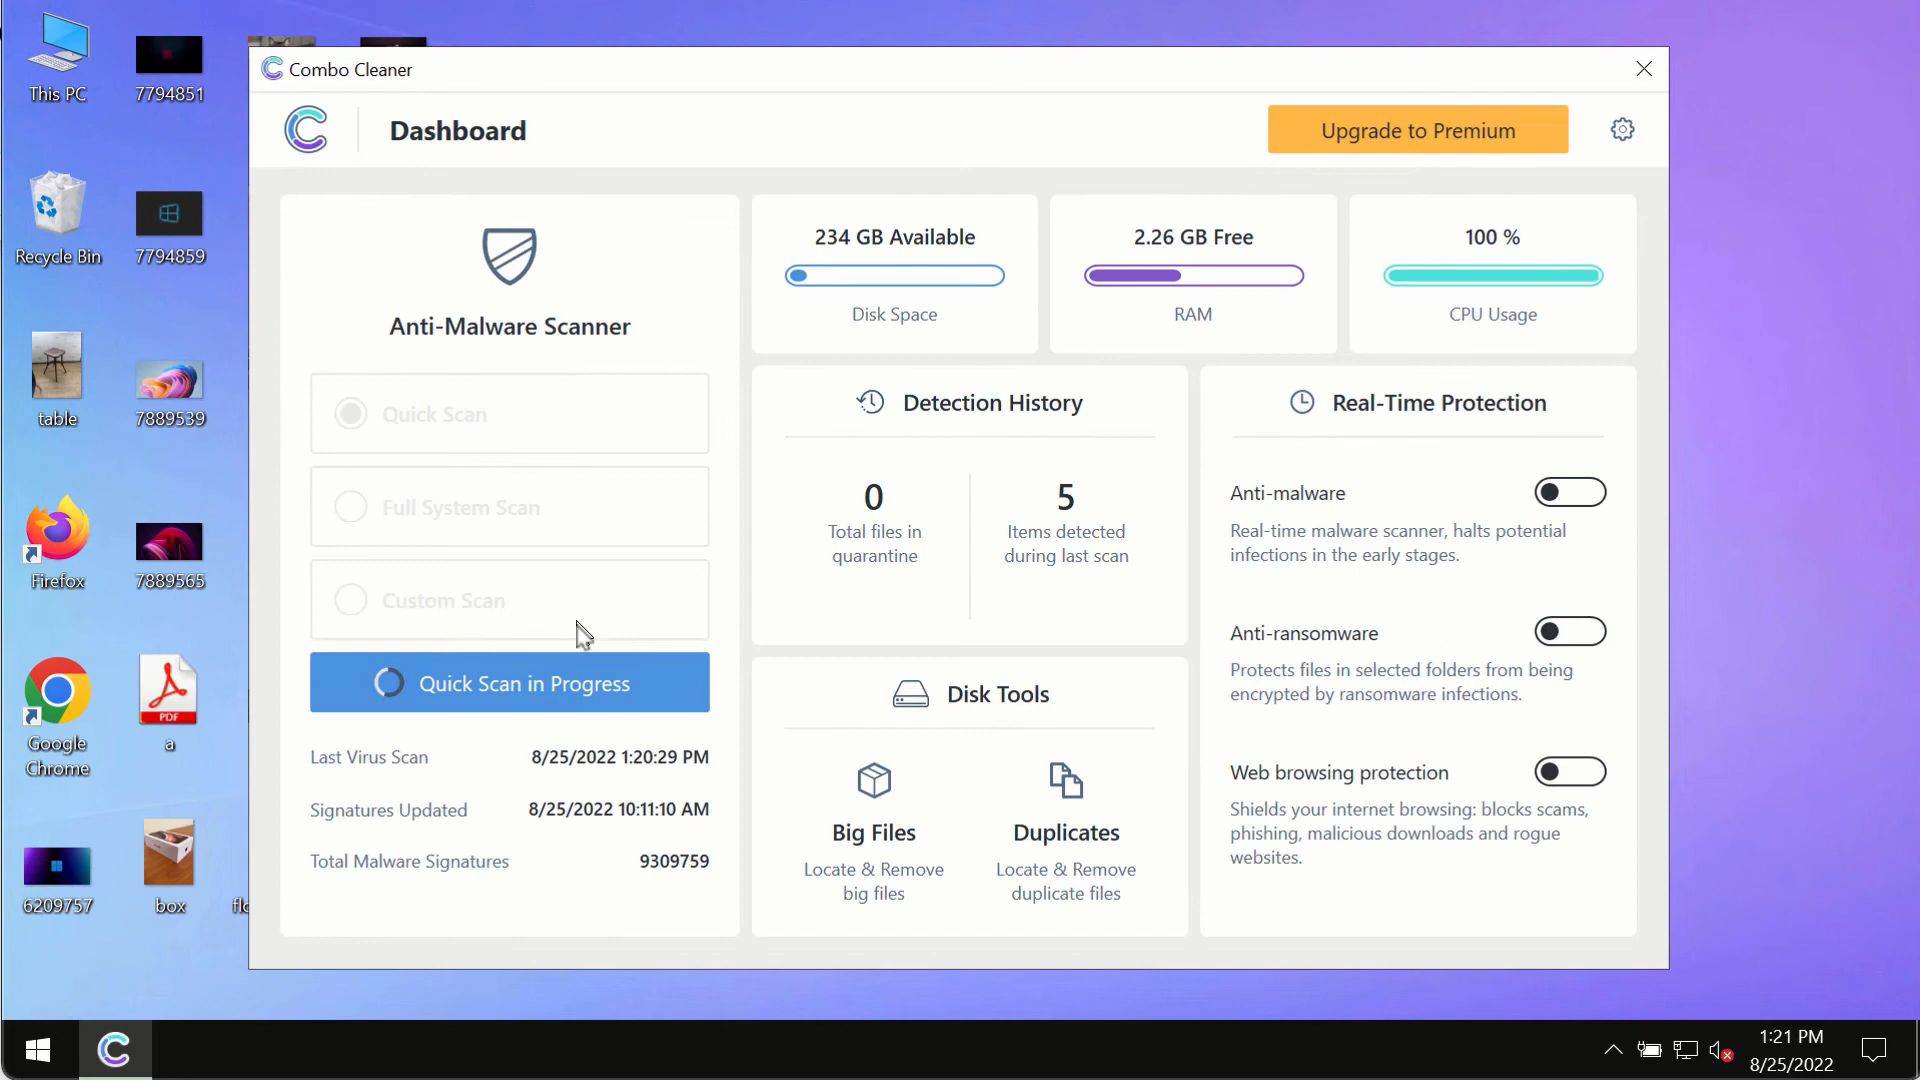 This PC
7794851
Recycle Bin
7794859
table
7889539
Firefox
7889565
Google
Chrome
PDF
a
6209757
box
Combo Cleaner
Dashboard
Upgrade to Premium
Anti-Malware Scanner
Quick Scan
Full System Scan
Custom Scan
Quick Scan in Progress
Last Virus Scan 8/25/2022 1:20:29 PM
Signatures Updated 8/25/2022 10:11:10 AM
Total Malware Signatures 9309759
234 GB Available
Disk Space
2.26 GB Free
RAM
100 %
CPU Usage
Detection History
0
Total files in
quarantine
5
Items detected
during last scan
Disk Tools
Big Files
Locate & Remove
big files
Duplicates
Locate & Remove
duplicate files
Real-Time Protection
Anti-malware
Real-time malware scanner, halts potential
infections in the early stages.
Anti-ransomware
Protects files in selected folders from being
encrypted by ransomware infections.
Web browsing protection
Shields your internet browsing: blocks scams,
phishing, malicious downloads and rogue
websites.
1:21 PM
8/25/2022